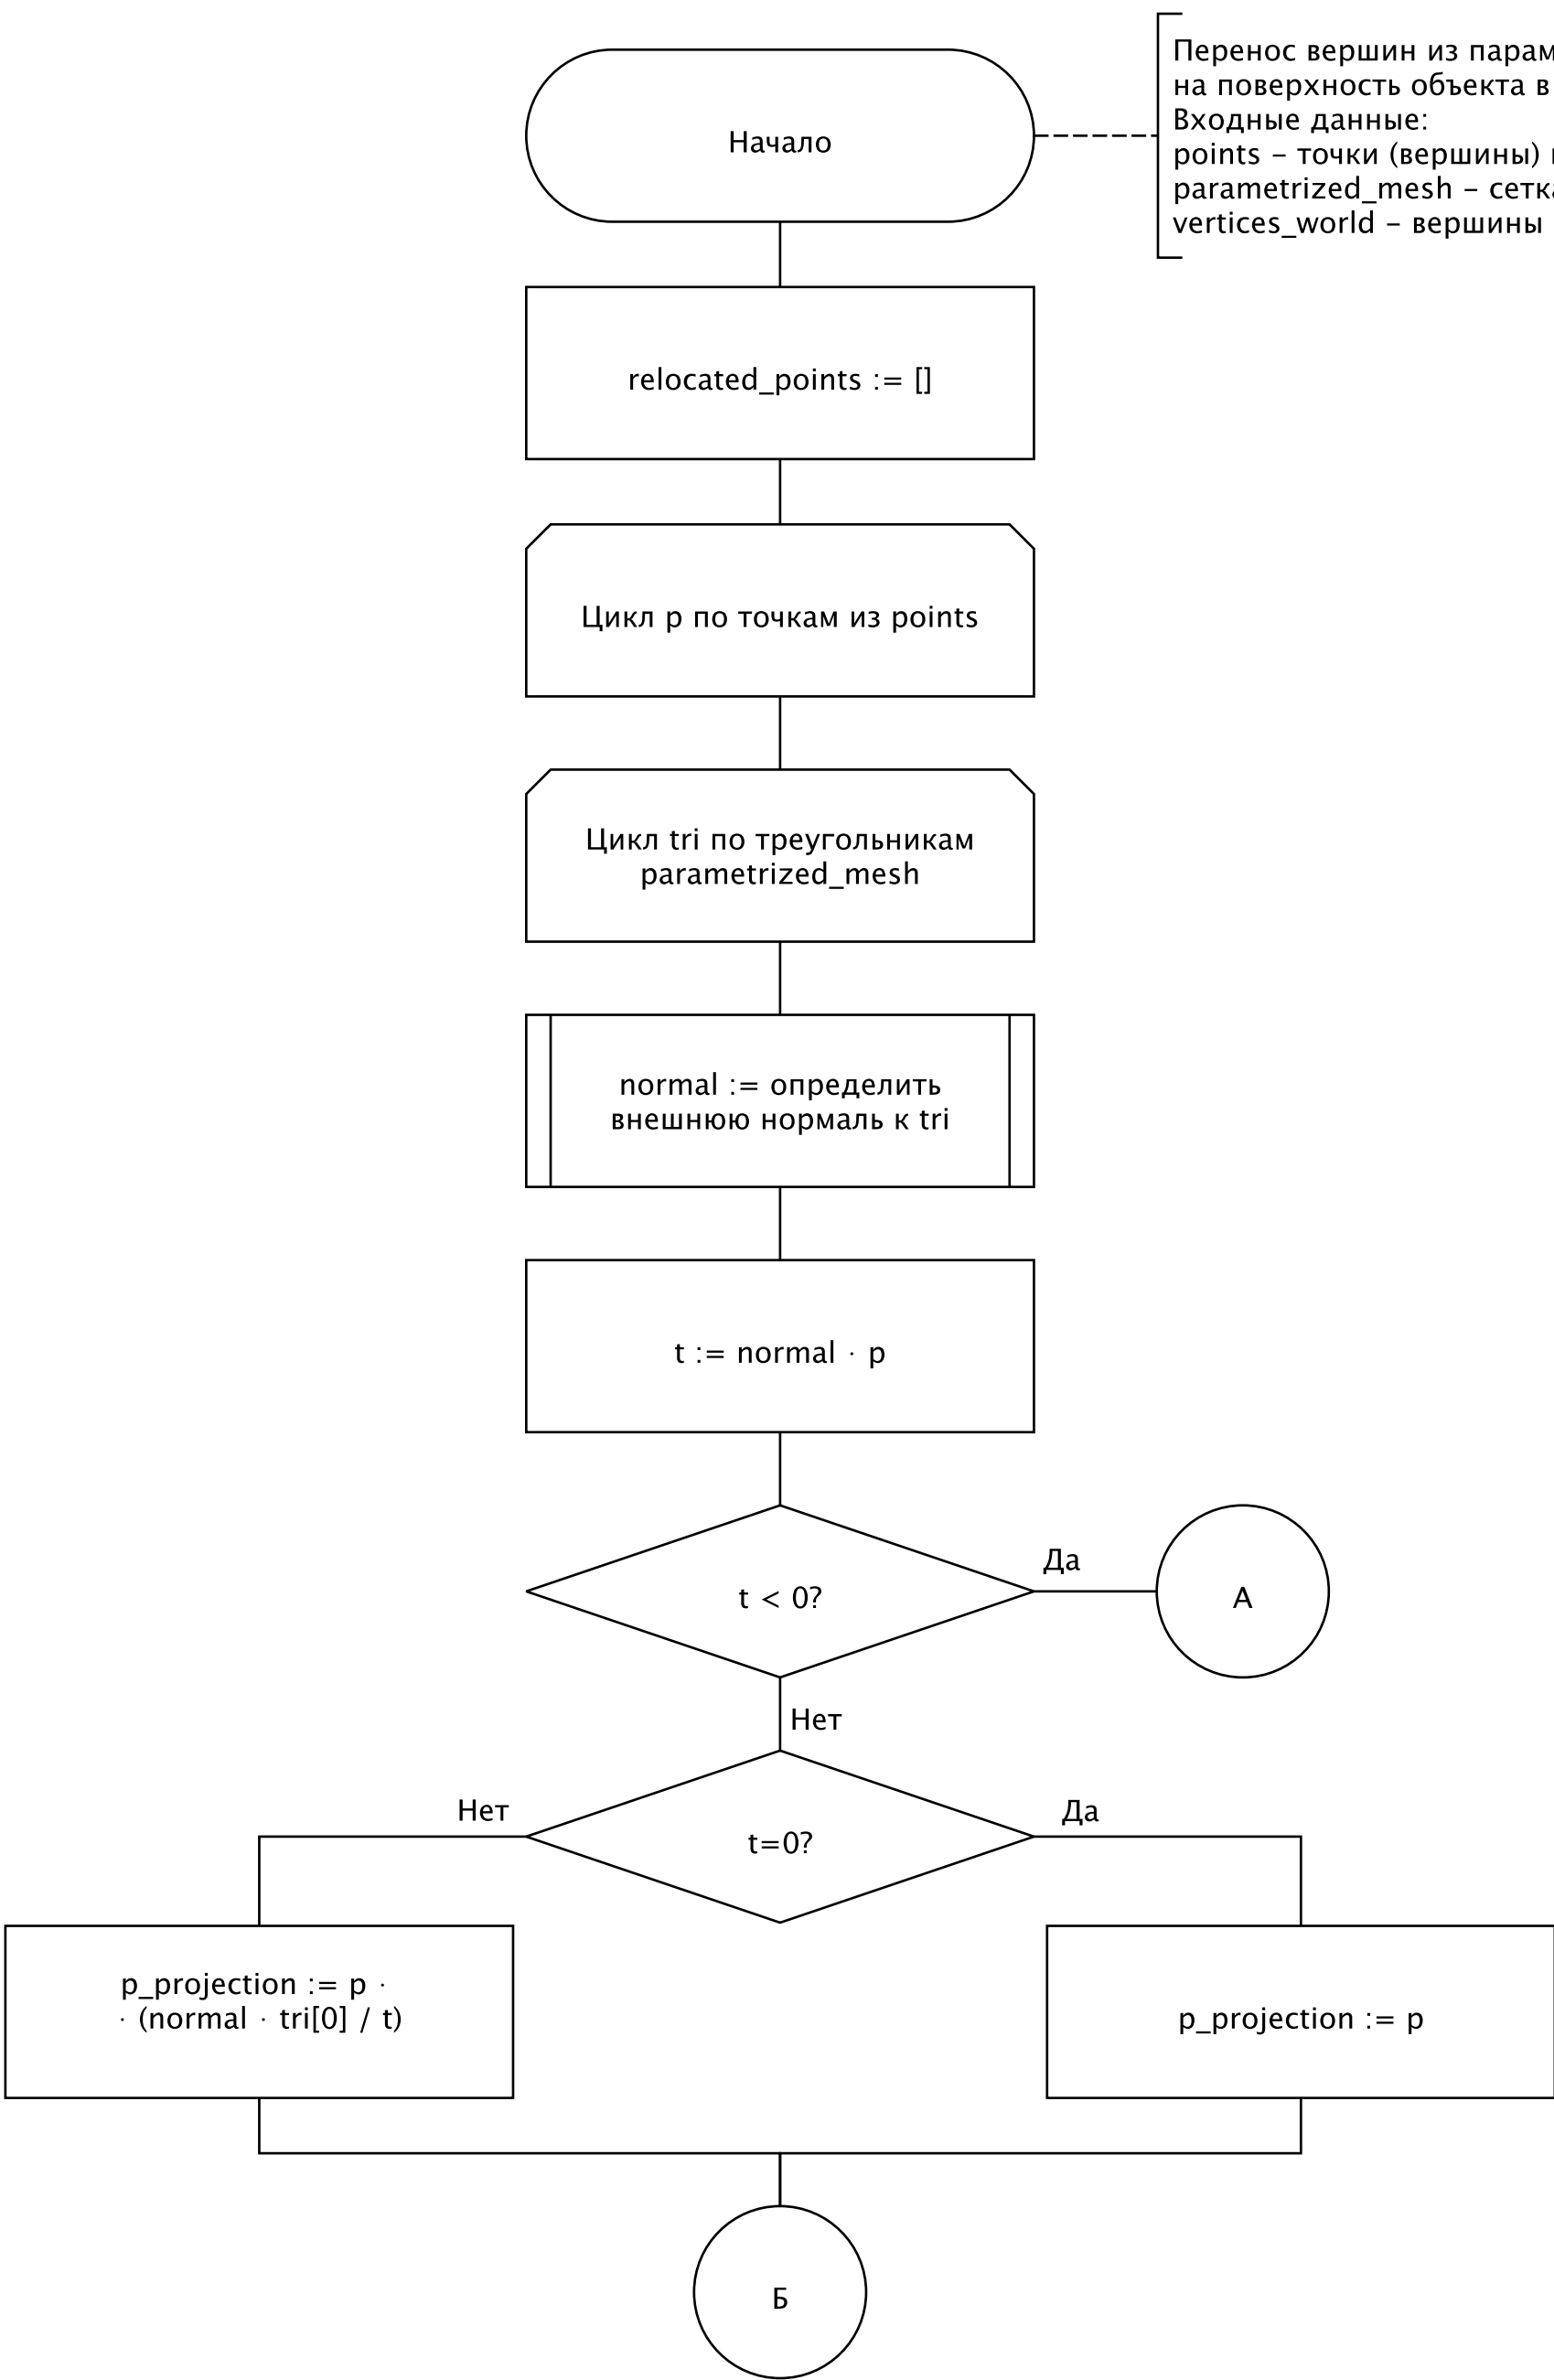 Начало
Перенос вершин из
на поверхность объекта в
Входные данные:
points – точки (вершины)
parametrized_mesh –
vertices_world – вершины
relocated_points := []
Цикл p по точкам из points
Цикл tri по треугольникам
parametrized_mesh
normal := определить
внешнюю нормаль к tri
t := normal · p
t < 0?
Да
А
Нет
t=0?
Нет
Да
p_projection := p ·
· (normal · tri[0] / t)
p_projection := p
Б